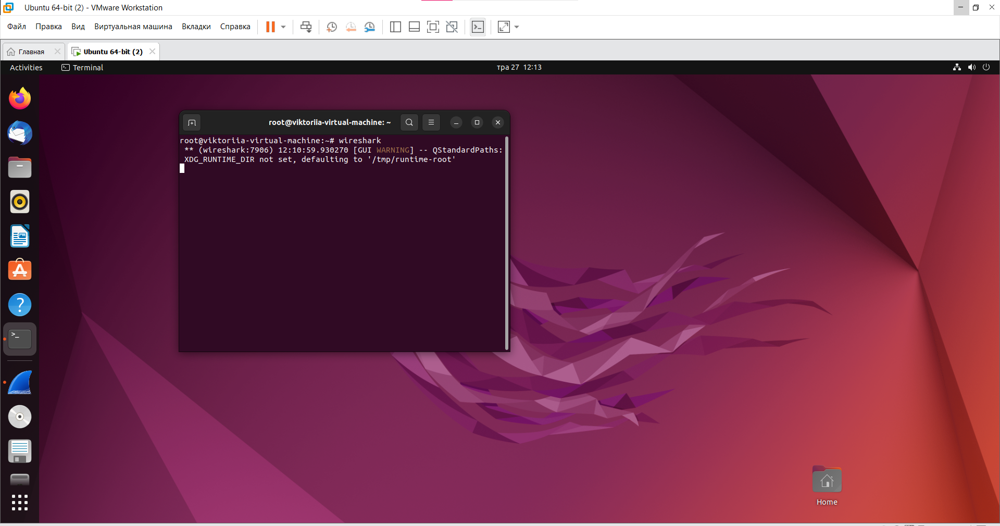 Ubuntu 64-bit (2) - VMware Workstation
Файл Правка Вид Виртуальная машина Вкладки Справка
Главная Ubuntu 64-bit (2)
Activities Terminal тра 27 12:13
root@viktoriia-virtual-machine: ~
root@viktoriia-virtual-machine:~# wireshark
** (wireshark:7906) 12:10:59.930270 [GUI WARNING] -- QStandardPaths:
XDG_RUNTIME_DIR not set, defaulting to '/tmp/runtime-root'
Home